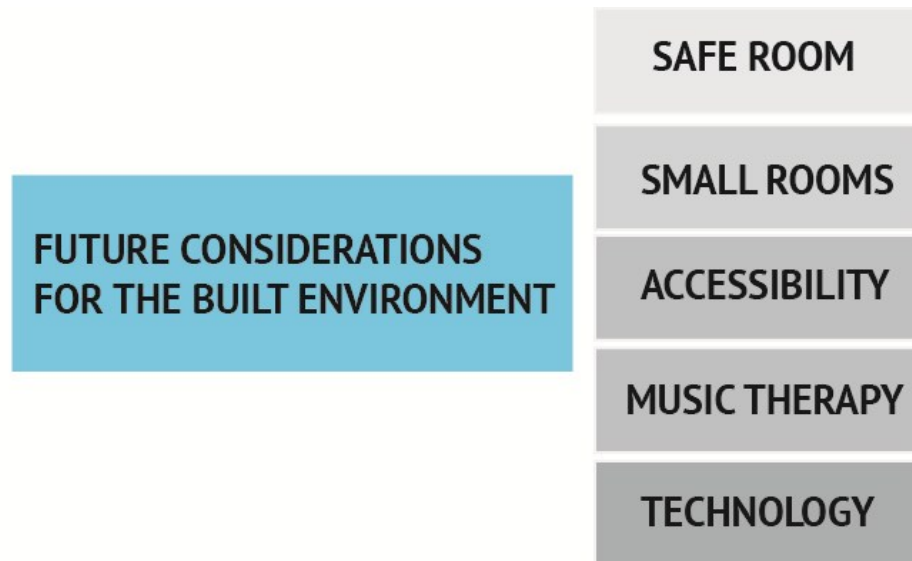 FUTURE CONSIDERATIONS
FOR THE BUILT ENVIRONMENT
SAFE ROOM
SMALL ROOMS
ACCESSIBILITY
MUSIC THERAPY
TECHNOLOGY